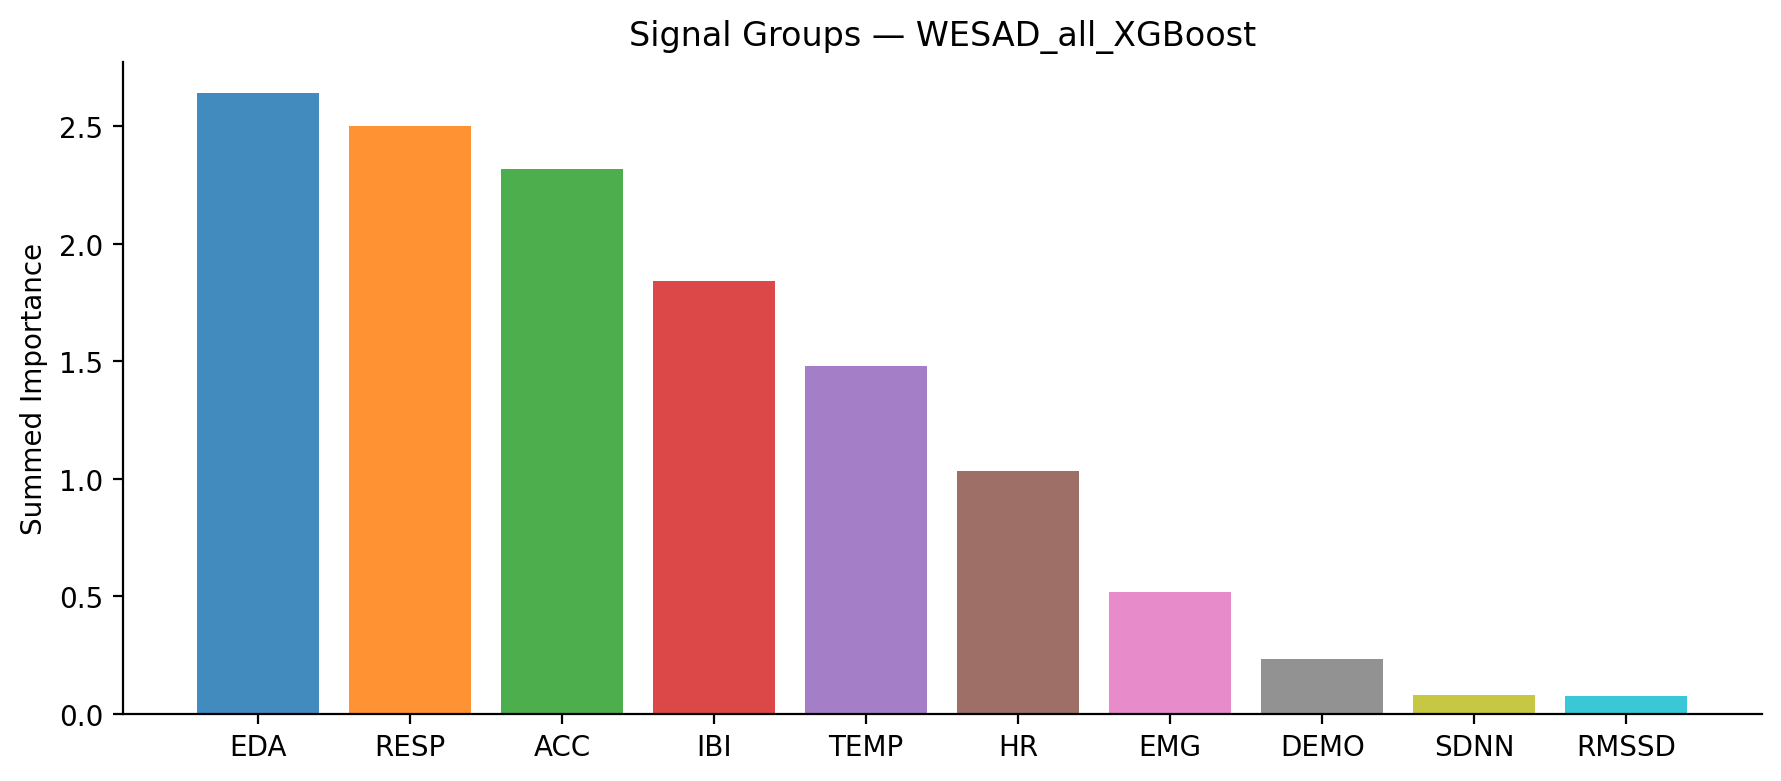 Signal Groups — WESAD_all_XGBoost
Summed Importance
2.5
2.0
1.5
1.0
0.5
0.0
EDA RESP ACC IBI TEMP HR EMG DEMO SDNN RMSSD